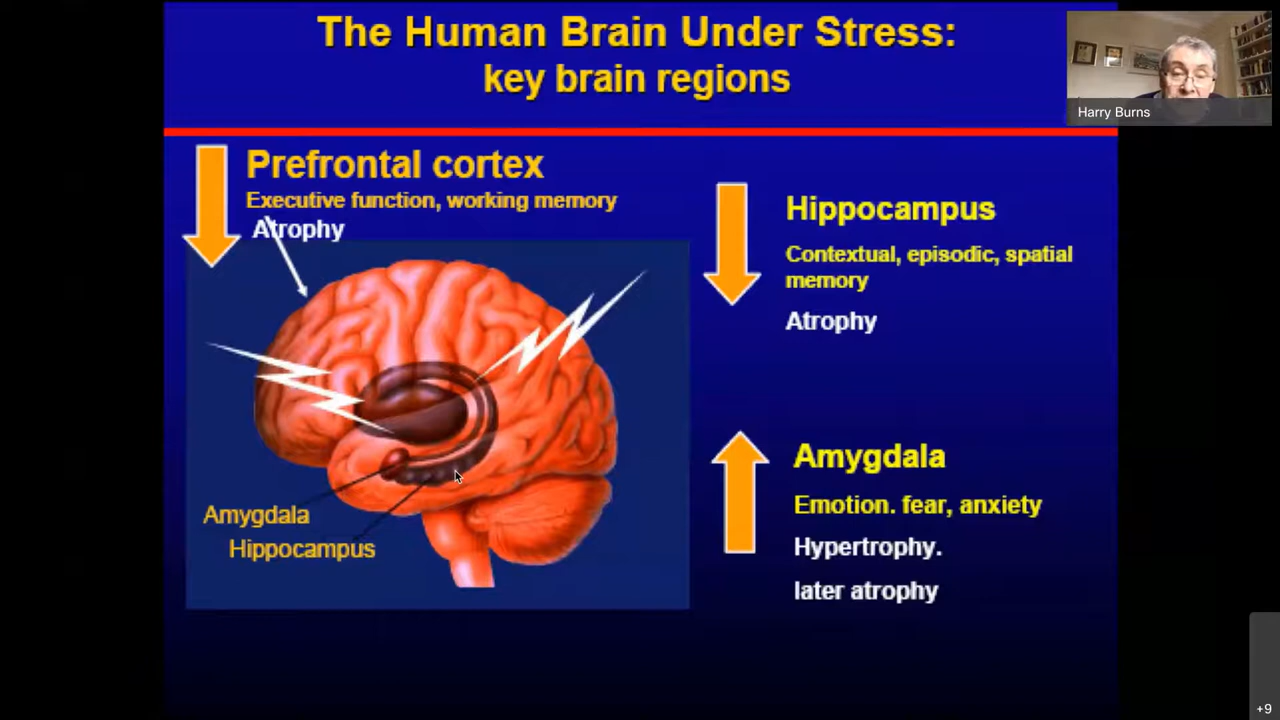 The Human Brain Under Stress:
key brain regions
Harry Burns
Prefrontal cortex
Executive function, working memory
Atrophy
Hippocampus
Contextual, episodic, spatial
memory
Atrophy
Amygdala
Emotion. fear, anxiety
Hypertrophy.
later atrophy
Amygdala
Hippocampus
+9